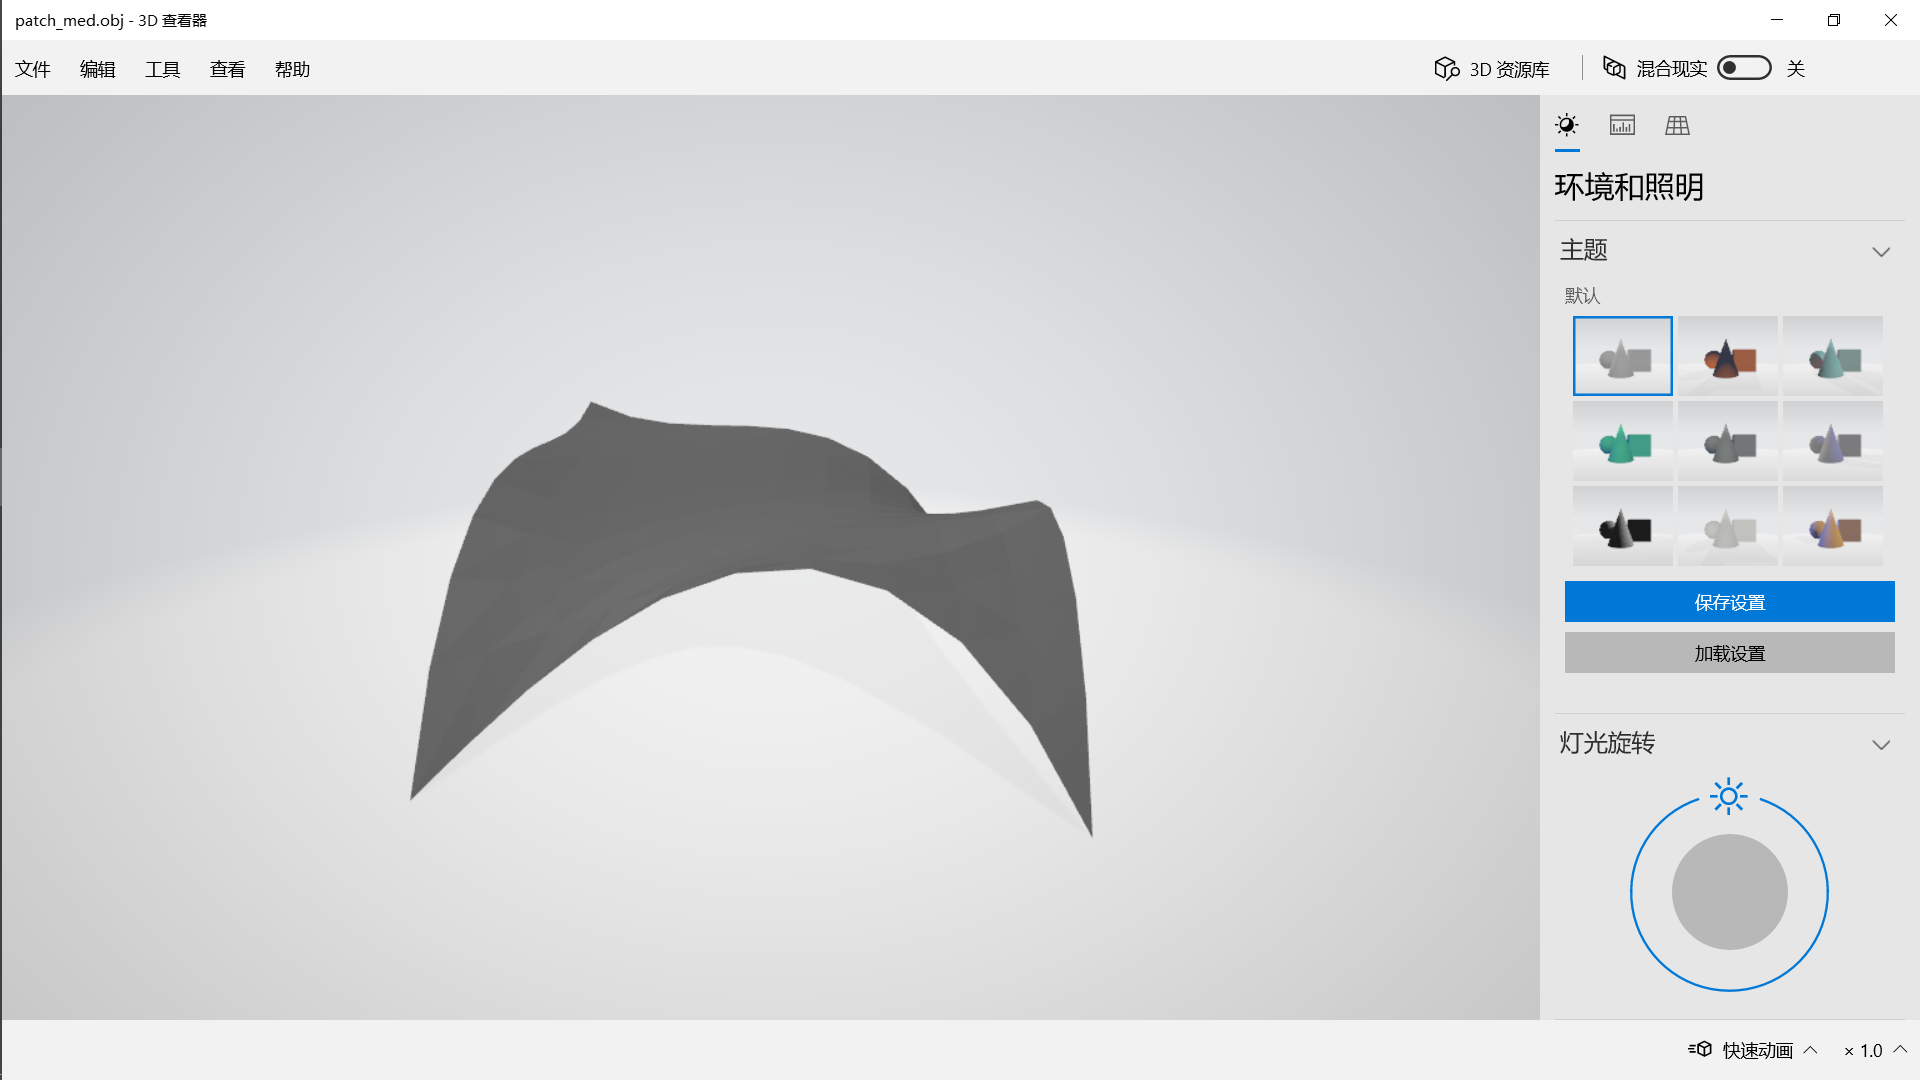 patch_med.obj - 3D 查看器
文件 编辑 工具 查看 帮助 3D 资源库 混合现实 关
环境和照明
主题
默认
保存设置
加载设置
灯光旋转
快速动画 × 1.0